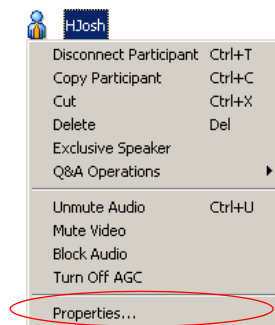 HJosh
Disconnect Participant Ctrl+T
Copy Participant Ctrl+C
Cut Ctrl+X
Delete Del
Exclusive Speaker
Q&A Operations
Unmute Audio Ctrl+U
Mute Video
Block Audio
Turn Off AGC
Properties...